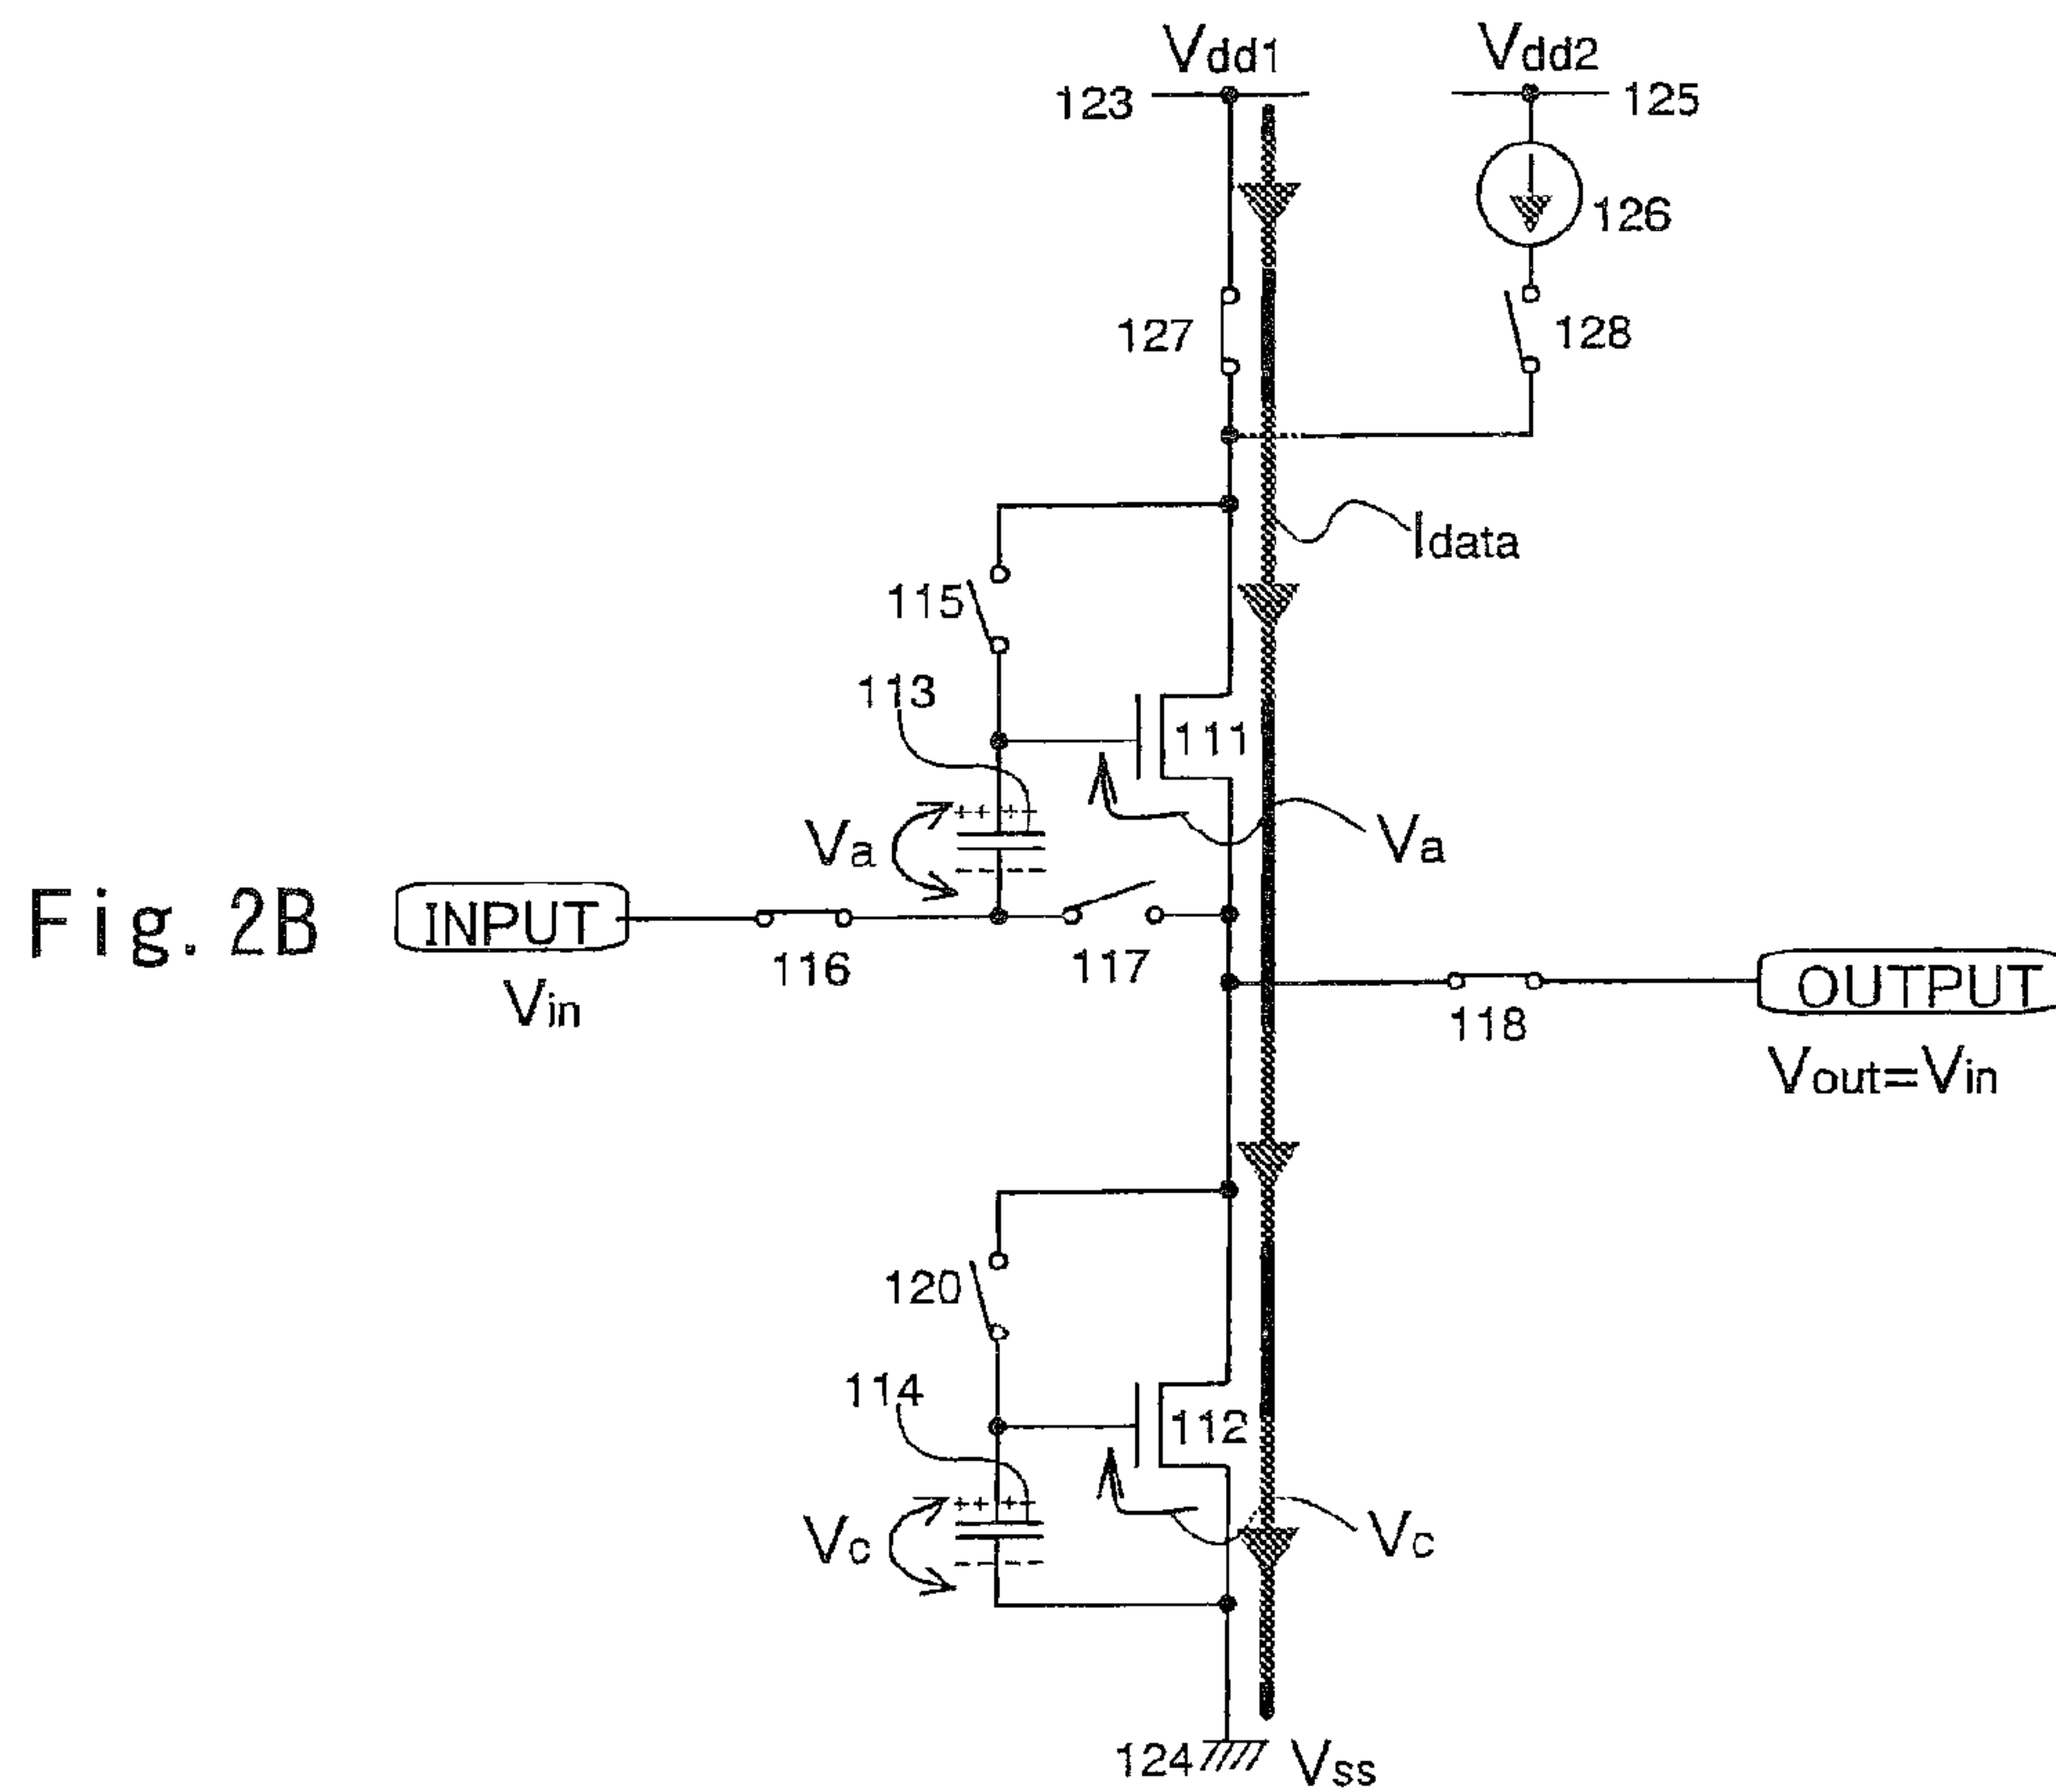 Vdd1
Vdd2
123
125
126
127
128
Idata
115
113
111
Va
Va
Fig. 2B
INPUT
116
117
Vin
118
OUTPUT
Vout=Vin
120
114
112
Vc
Vc
124
Vss